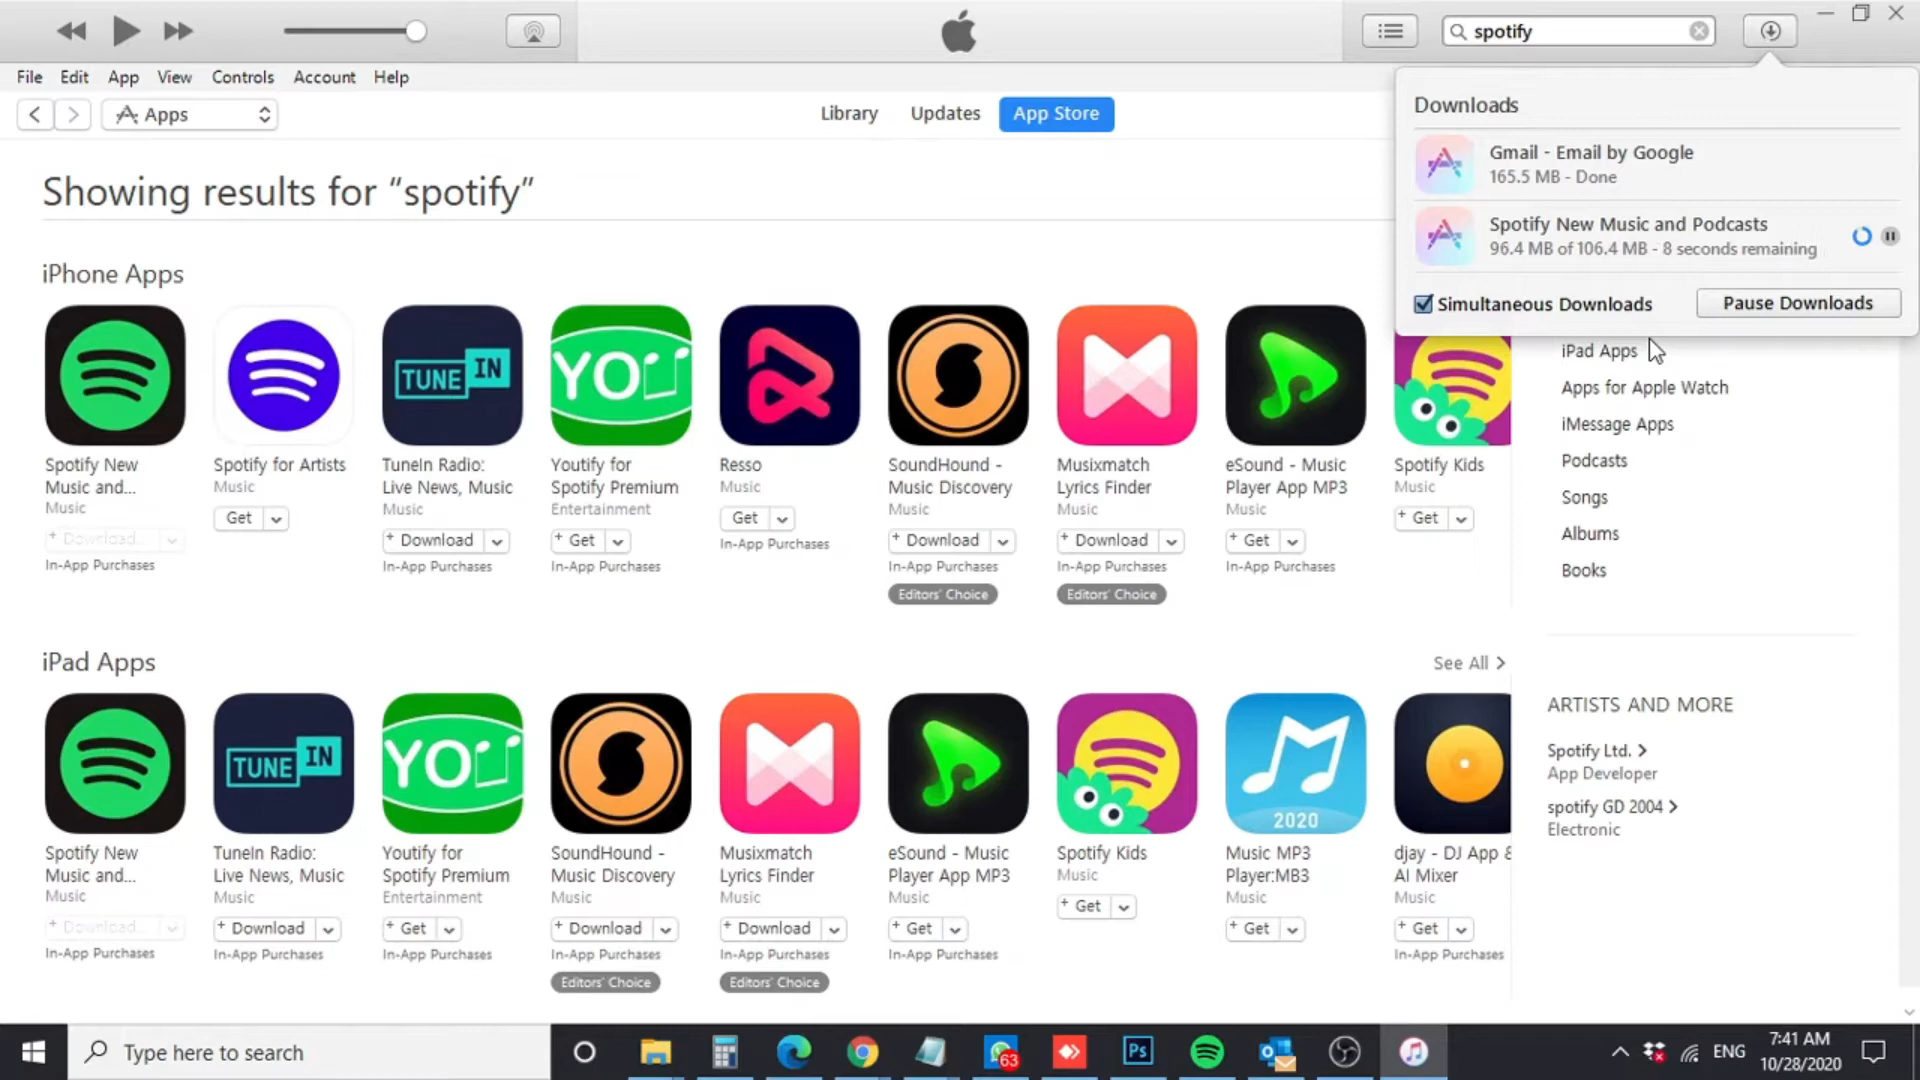 spotify
File Edit App View Controls Account Help
Apps
Library Updates App Store
Downloads
Gmail - Email by Google
165.5 MB - Done
Spotify New Music and Podcasts
96.4 MB of 106.4 MB - 8 seconds remaining
Simultaneous Downloads
Pause Downloads
Showing results for “spotify”
iPhone Apps
Spotify New
Music and...
Music
+ Download...
In-App Purchases
Spotify for Artists
Music
Get
TUNE IN
TuneIn Radio:
Live News, Music
Music
+ Download
In-App Purchases
YOU
Youtify for
Spotify Premium
Entertainment
+ Get
In-App Purchases
Resso
Music
Get
In-App Purchases
SoundHound -
Music Discovery
Music
+ Download
In-App Purchases
Editors' Choice
Musixmatch
Lyrics Finder
Music
+ Download
In-App Purchases
Editors' Choice
eSound - Music
Player App MP3
Music
+ Get
In-App Purchases
Spotify Kids
Music
+ Get
iPad Apps
Apps for Apple Watch
iMessage Apps
Podcasts
Songs
Albums
Books
iPad Apps
See All
Spotify New
Music and...
Music
+ Download...
In-App Purchases
TUNE IN
TuneIn Radio:
Live News, Music
Music
+ Download
In-App Purchases
YOU
Youtify for
Spotify Premium
Entertainment
+ Get
In-App Purchases
SoundHound -
Music Discovery
Music
+ Download
In-App Purchases
Editors' Choice
Musixmatch
Lyrics Finder
Music
+ Download
In-App Purchases
Editors' Choice
eSound - Music
Player App MP3
Music
+ Get
In-App Purchases
Spotify Kids
Music
+ Get
2020
Music MP3
Player:MB3
Music
+ Get
djay - DJ App &
AI Mixer
Music
+ Get
In-App Purchases
ARTISTS AND MORE
Spotify Ltd.
App Developer
spotify GD 2004
Electronic
Type here to search
63
Ps
ENG
7:41 AM
10/28/2020